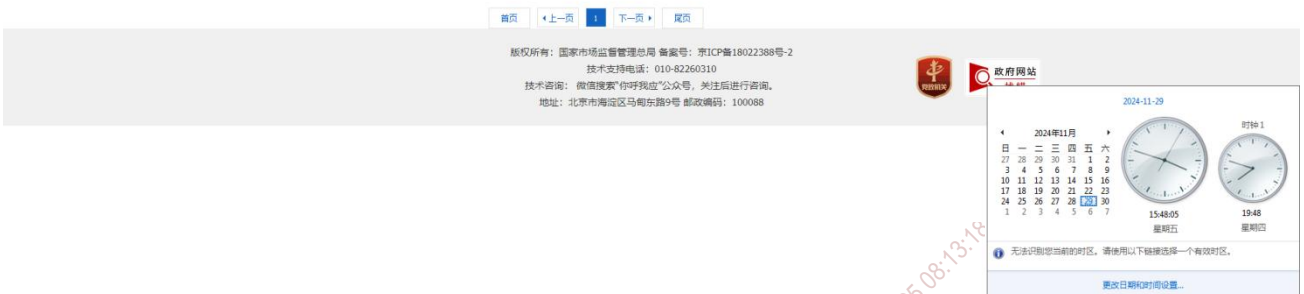 首页 上一页 1 下一页 尾页
版权所有：国家市场监督管理总局 备案号：京ICP备18022388号-2
技术支持电话：010-82260310
技术咨询： 微信搜索"你呼我应"公众号，关注后进行咨询。
地址：北京市海淀区马甸东路9号 邮政编码：100088
党政机关
政府网站
2024-11-29
2024年11月
日 一 二 三 四 五 六
27 28 29 30 31 1 2
3 4 5 6 7 8 9
10 11 12 13 14 15 16
17 18 19 20 21 22 23
24 25 26 27 28 29 30
1 2 3 4 5 6 7
15:48:05
星期五
时钟 1
19:48
星期四
无法识别您当前的时区。请使用以下链接选择一个有效时区。
更改日期和时间设置...
08:13:18